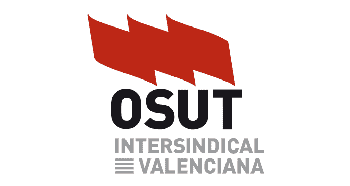 OSUT
INTERSINDICAL
VALENCIANA